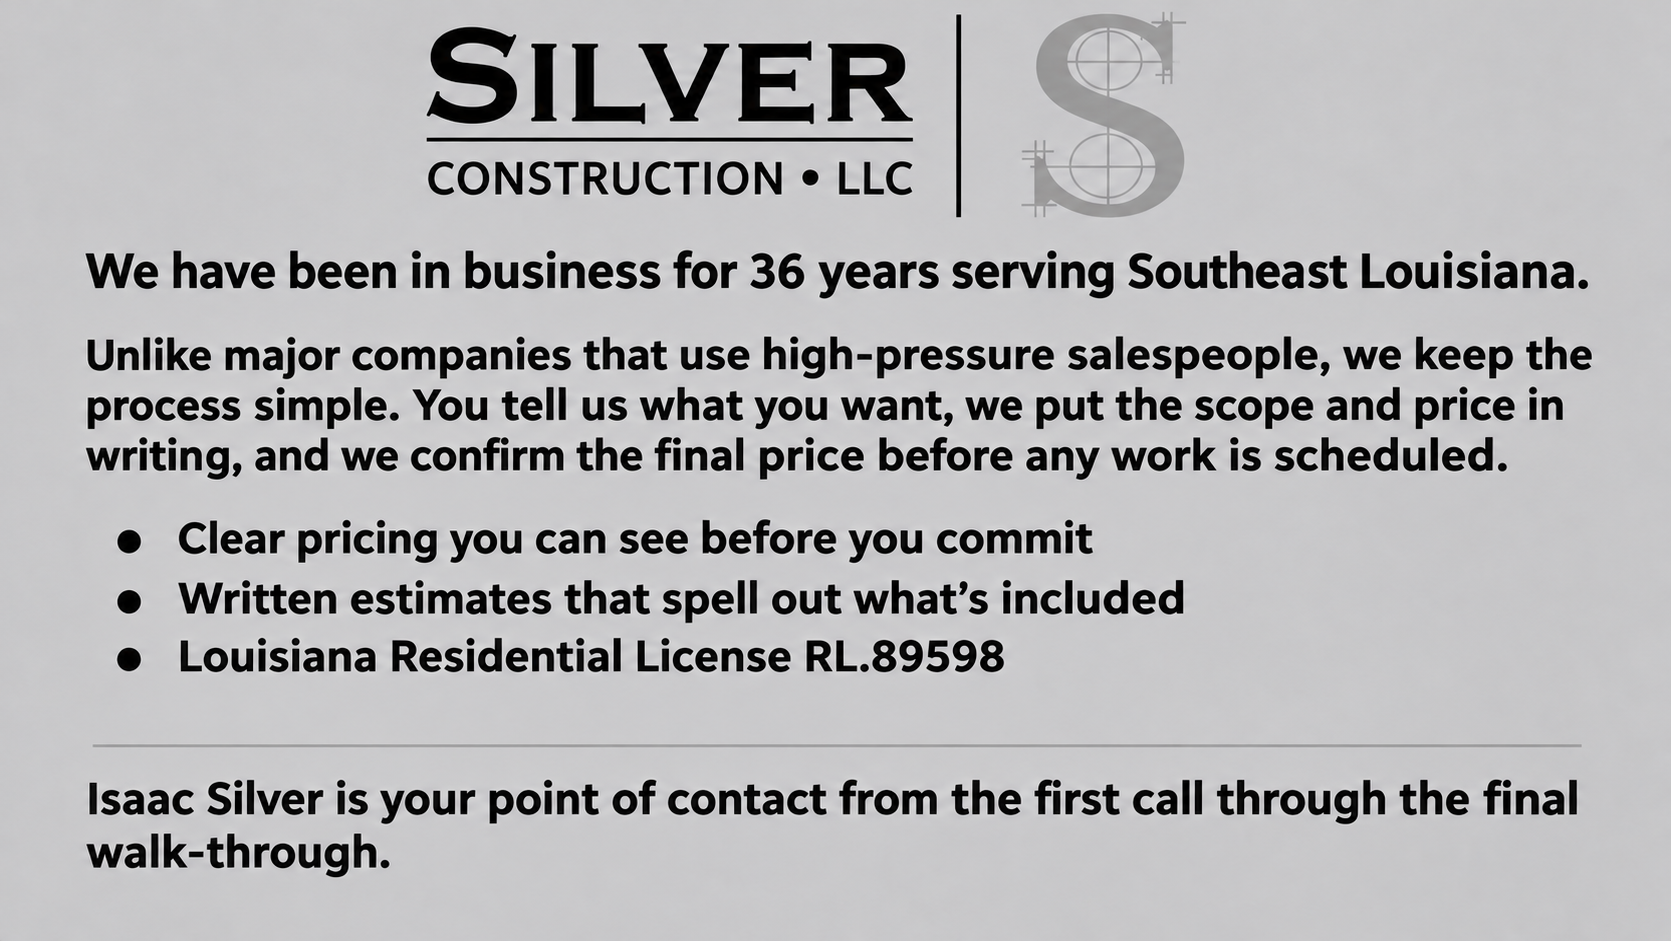 SILVER
CONSTRUCTION • LLC
S
We have been in business for 36 years serving Southeast Louisiana.
Unlike major companies that use high-pressure salespeople, we keep the
process simple. You tell us what you want, we put the scope and price in
writing, and we confirm the final price before any work is scheduled.
● Clear pricing you can see before you commit
● Written estimates that spell out what’s included
● Louisiana Residential License RL.89598
Isaac Silver is your point of contact from the first call through the final
walk-through.